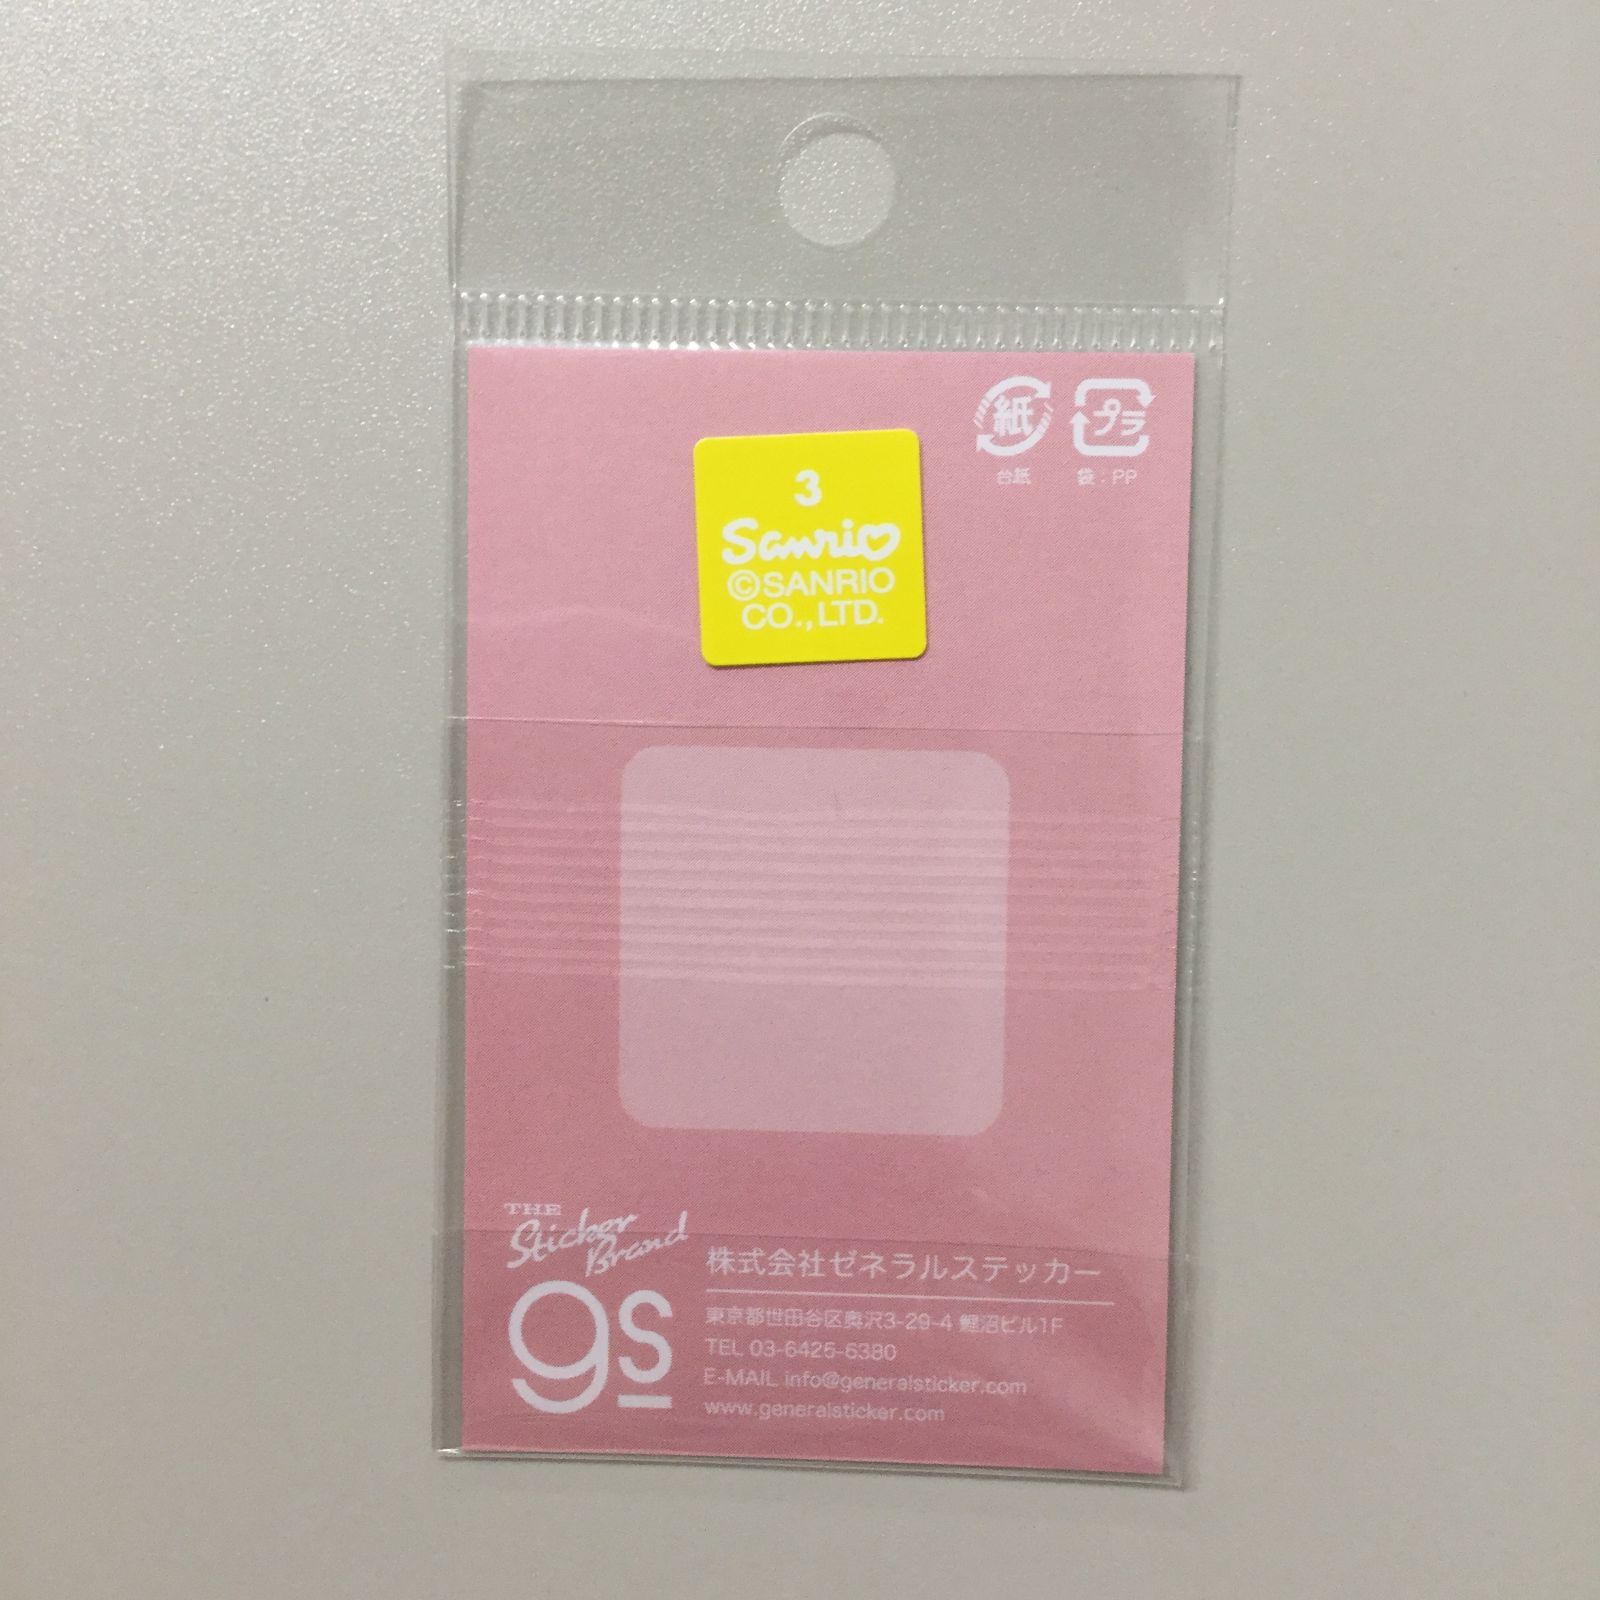 紙
プラ
台紙
袋：PP
3
Sanrio
©SANRIO
CO.,LTD.
THE
Sticker
Brand
gs
株式会社ゼネラルステッカー
東京都世田谷区奥沢3-29-4 鯉沼ビル1F
TEL 03-6425-6380
E-MAIL info@generalsticker.com
www.generalsticker.com